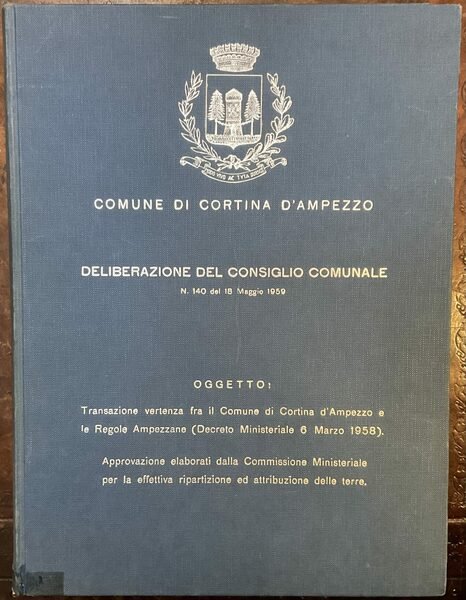 COMUNE DI CORTINA D'AMPEZZO
DELIBERAZIONE DEL CONSIGLIO COMUNALE
N. 140 del 18 Maggio 1959
OGGETTO:
Transazione vertenza fra il Comune di Cortina d'Ampezzo e
le Regole Ampezzane (Decreto Ministeriale 6 Marzo 1958).
Approvazione elaborati dalla Commissione Ministeriale
per la effettiva ripartizione ed attribuzione delle terre.